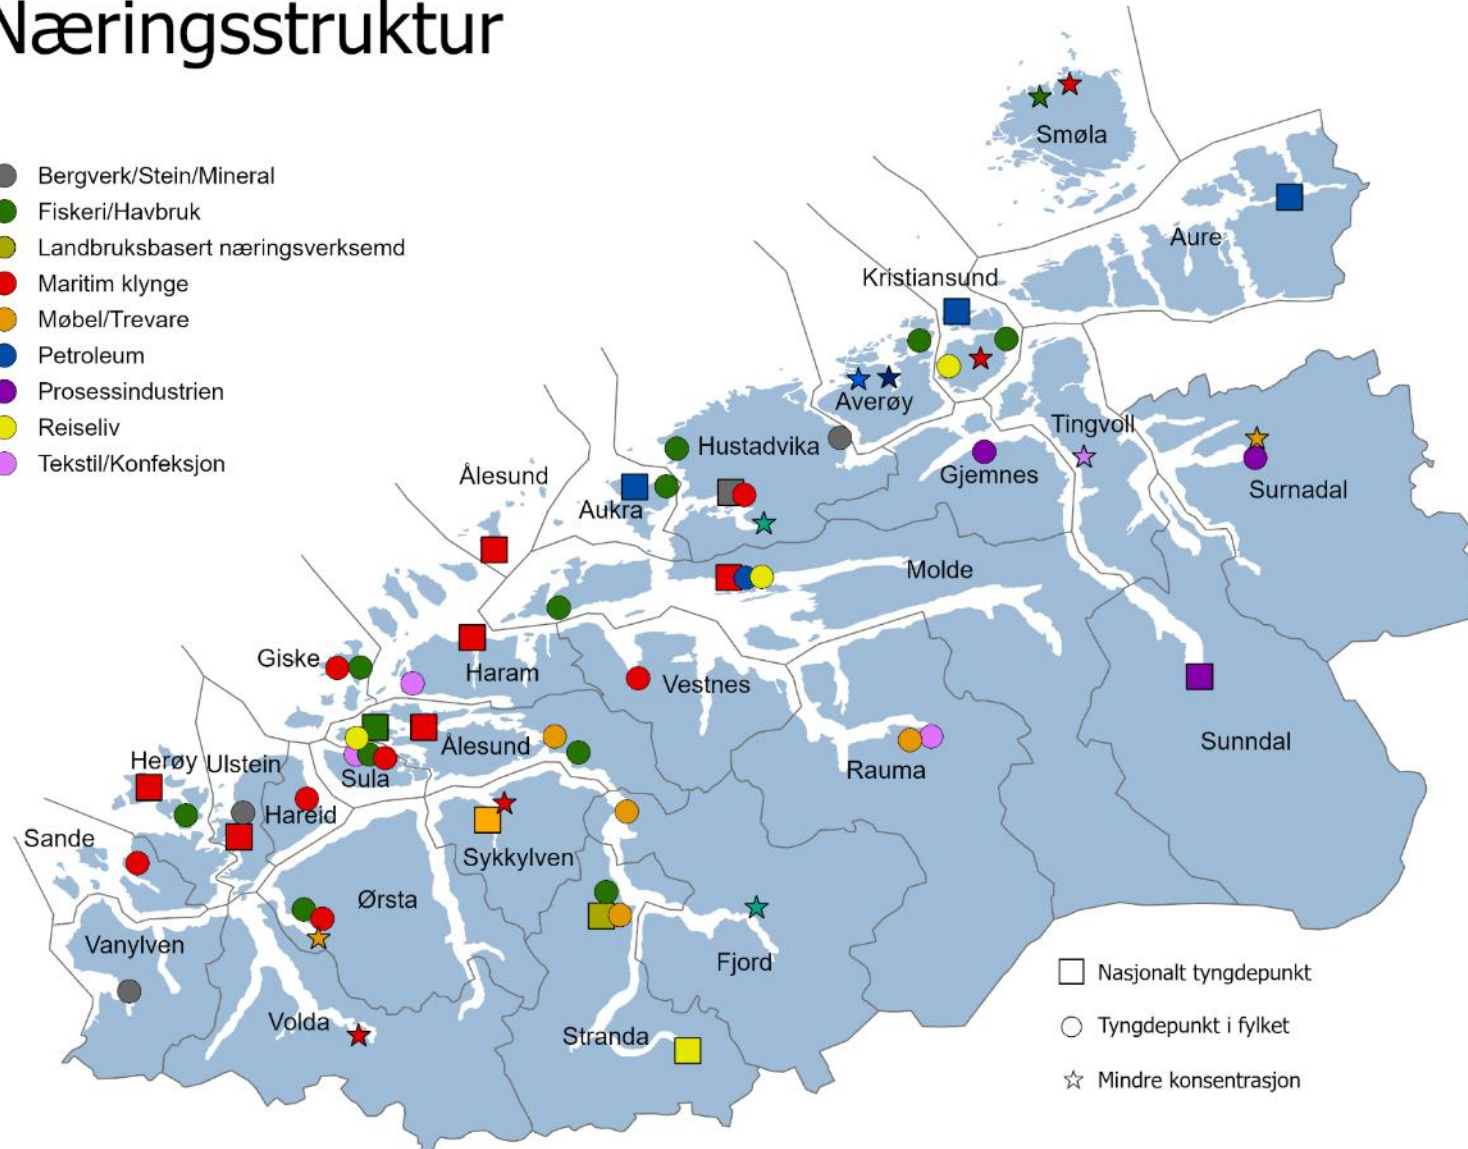 Næringsstruktur
Bergverk/Stein/Mineral
Fiskeri/Havbruk
Landbruksbasert næringsverksemd
Maritim klynge
Møbel/Trevare
Petroleum
Prosessindustrien
Reiseliv
Tekstil/Konfeksjon
Smøla
Aure
Kristiansund
Averøy
Tingvoll
Hustadvika
Gjemnes
Surnadal
Ålesund
Aukra
Molde
Giske
Haram
Vestnes
Sunndal
Ålesund
Herøy
Ulstein
Sula
Rauma
Hareid
Sande
Sykkylven
Ørsta
Vanylven
Fjord
Volda
Stranda
Nasjonalt tyngdepunkt
Tyngdepunkt i fylket
Mindre konsentrasjon